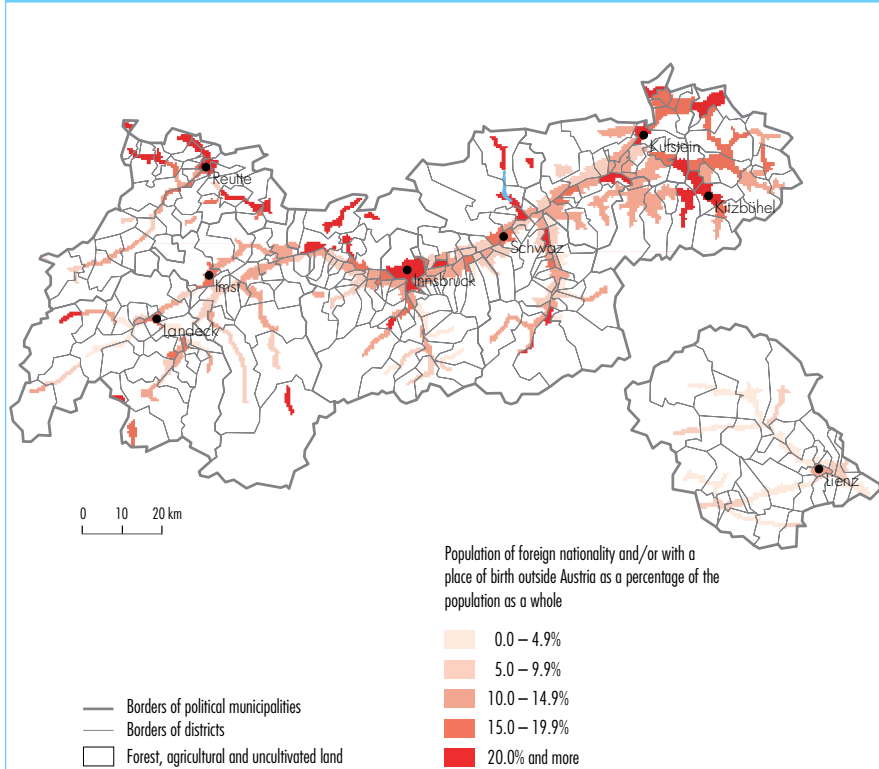 Kufstein
Reutte
Kitzbühel
Schwaz
Innsbruck
Imst
Landeck
Lienz
0 10 20 km
Population of foreign nationality and/or with a
place of birth outside Austria as a percentage of the
population as a whole
0.0 – 4.9%
5.0 – 9.9%
10.0 – 14.9%
15.0 – 19.9%
20.0% and more
Borders of political municipalities
Borders of districts
Forest, agricultural and uncultivated land